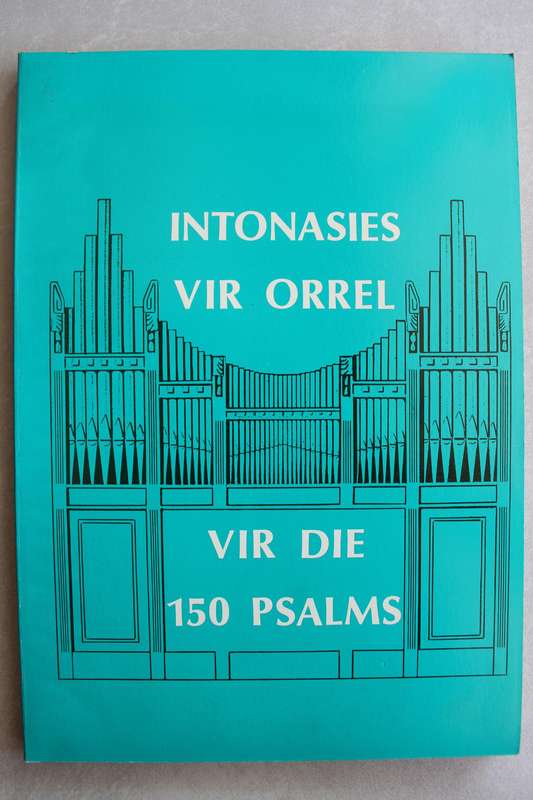 INTONASIES
VIR ORREL
VIR DIE
150 PSALMS